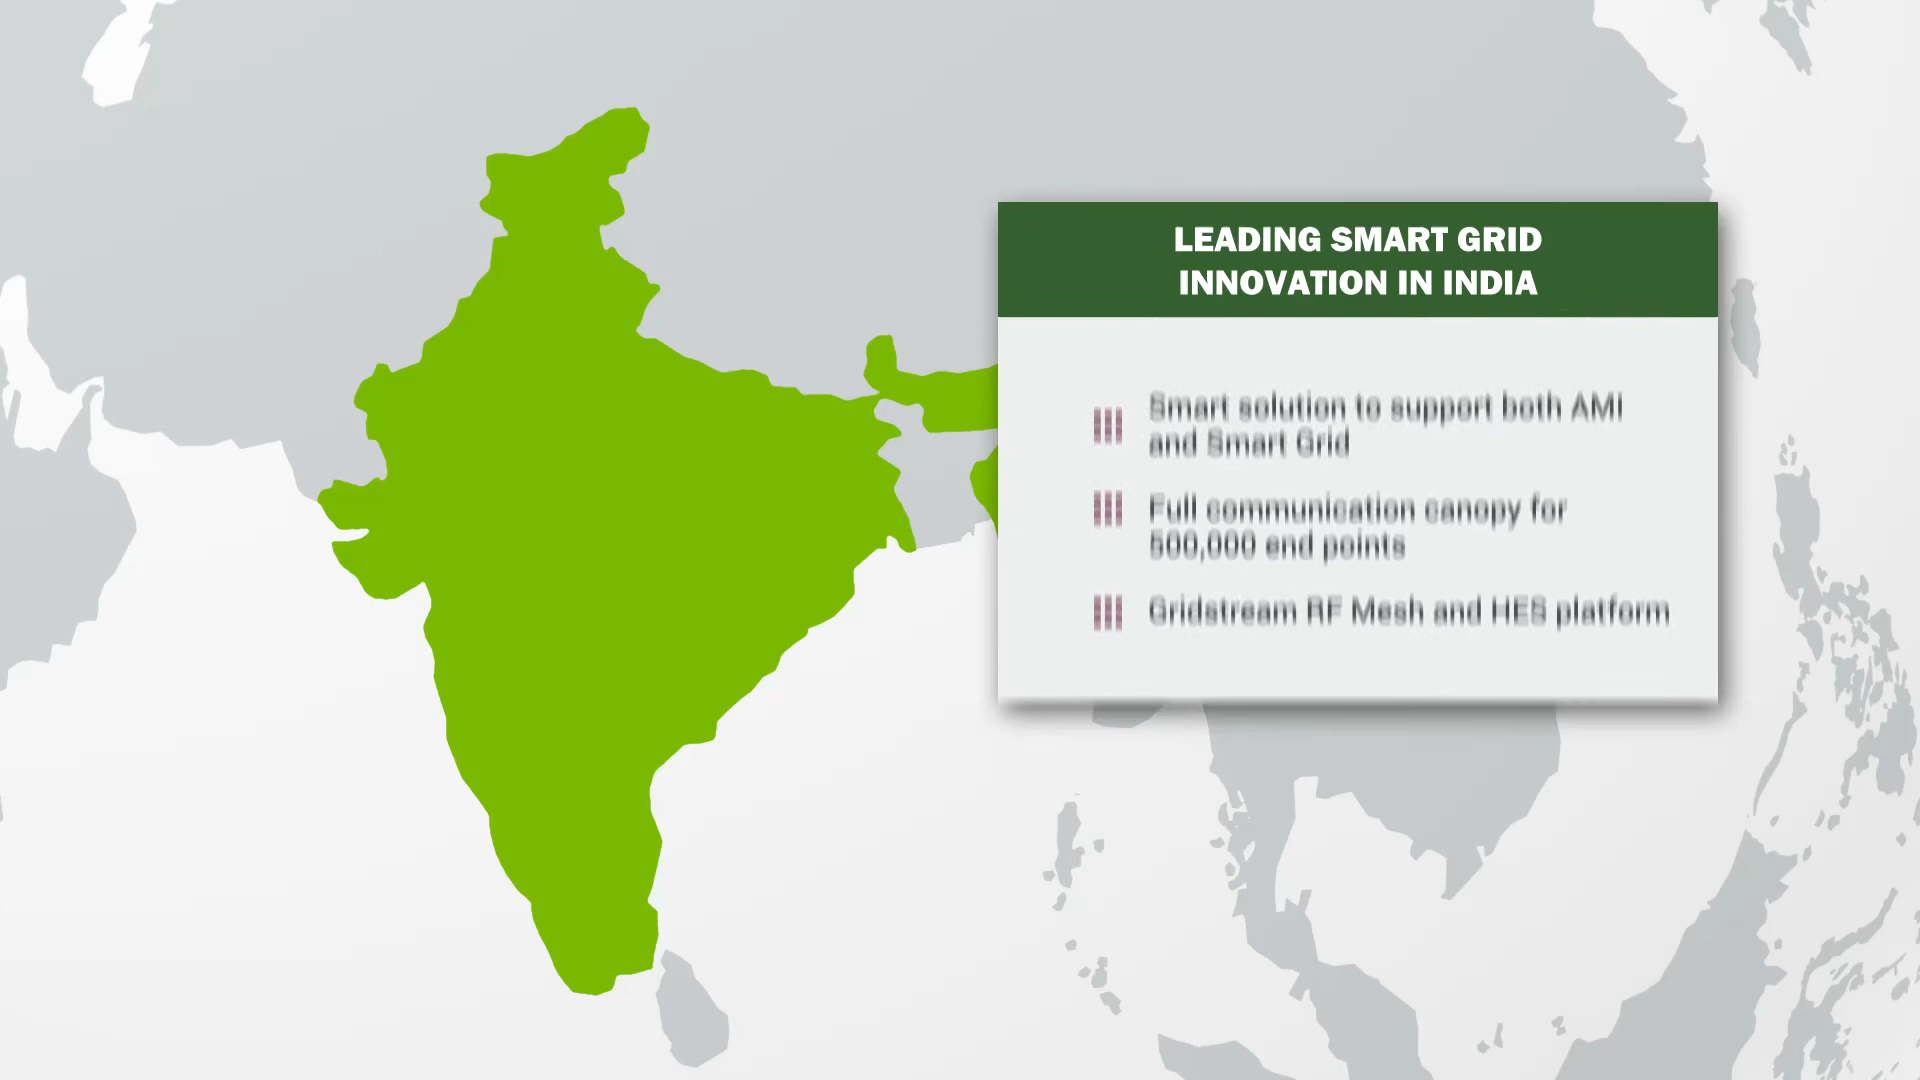 LEADING SMART GRID
INNOVATION IN INDIA
Smart solution to support both AMI
and Smart Grid
Full communication canopy for
500,000 end points
Gridstream RF Mesh and HES platform